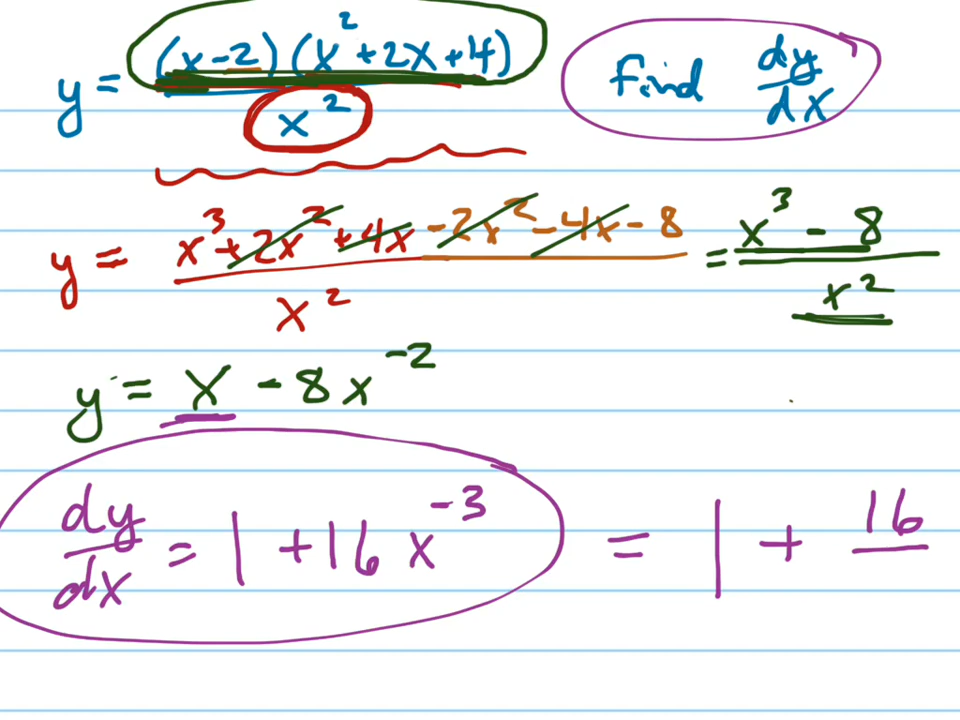 y = (x-2)(x²+2x+4) / x² Find dy/dx
y = x³+2x²+4x-2x²-4x-8 / x² = x³ - 8 / x²
y = x - 8x⁻²
dy/dx = 1 + 16x⁻³ = 1 + 16